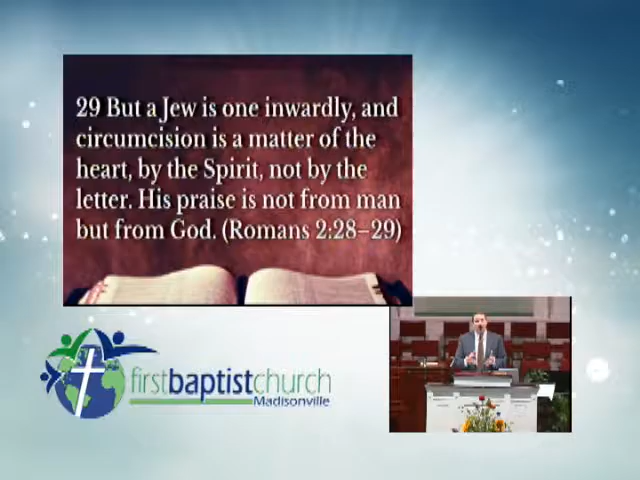 29 But a Jew is one inwardly, and
circumcision is a matter of the
heart, by the Spirit, not by the
letter. His praise is not from man
but from God. (Romans 2:28–29)
firstbaptistchurch
Madisonville